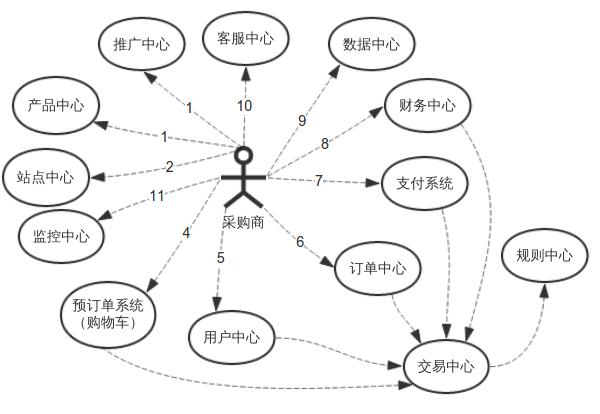 推广中心
客服中心
数据中心
产品中心
1
10
9
财务中心
1
8
站点中心
2
7
支付系统
11
采购商
监控中心
4
5
6
订单中心
规则中心
预订单系统
（购物车）
用户中心
交易中心